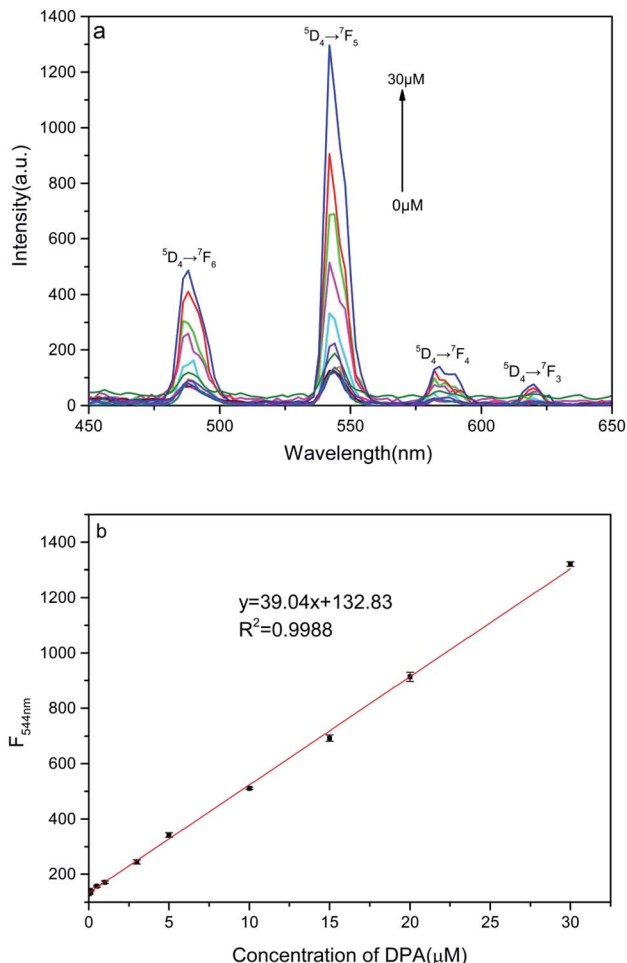 a
1400
1200
1000
800
600
400
200
0
Intensity(a.u.)
⁵D₄→⁷F₆
⁵D₄→⁷F₅
30μM
0μM
⁵D₄→⁷F₄
⁵D₄→⁷F₃
450 500 550 600 650
Wavelength(nm)
b
1400
1200
1000
800
600
400
200
F₅₄₄ₙₘ
y=39.04x+132.83
R²=0.9988
0 5 10 15 20 25 30
Concentration of DPA(μM)